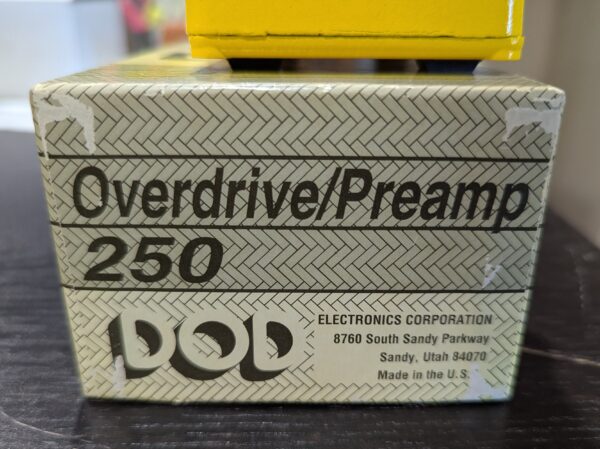 Overdrive/Preamp
250
DOD
ELECTRONICS CORPORATION
8760 South Sandy Parkway
Sandy, Utah 84070
Made in the U.S.